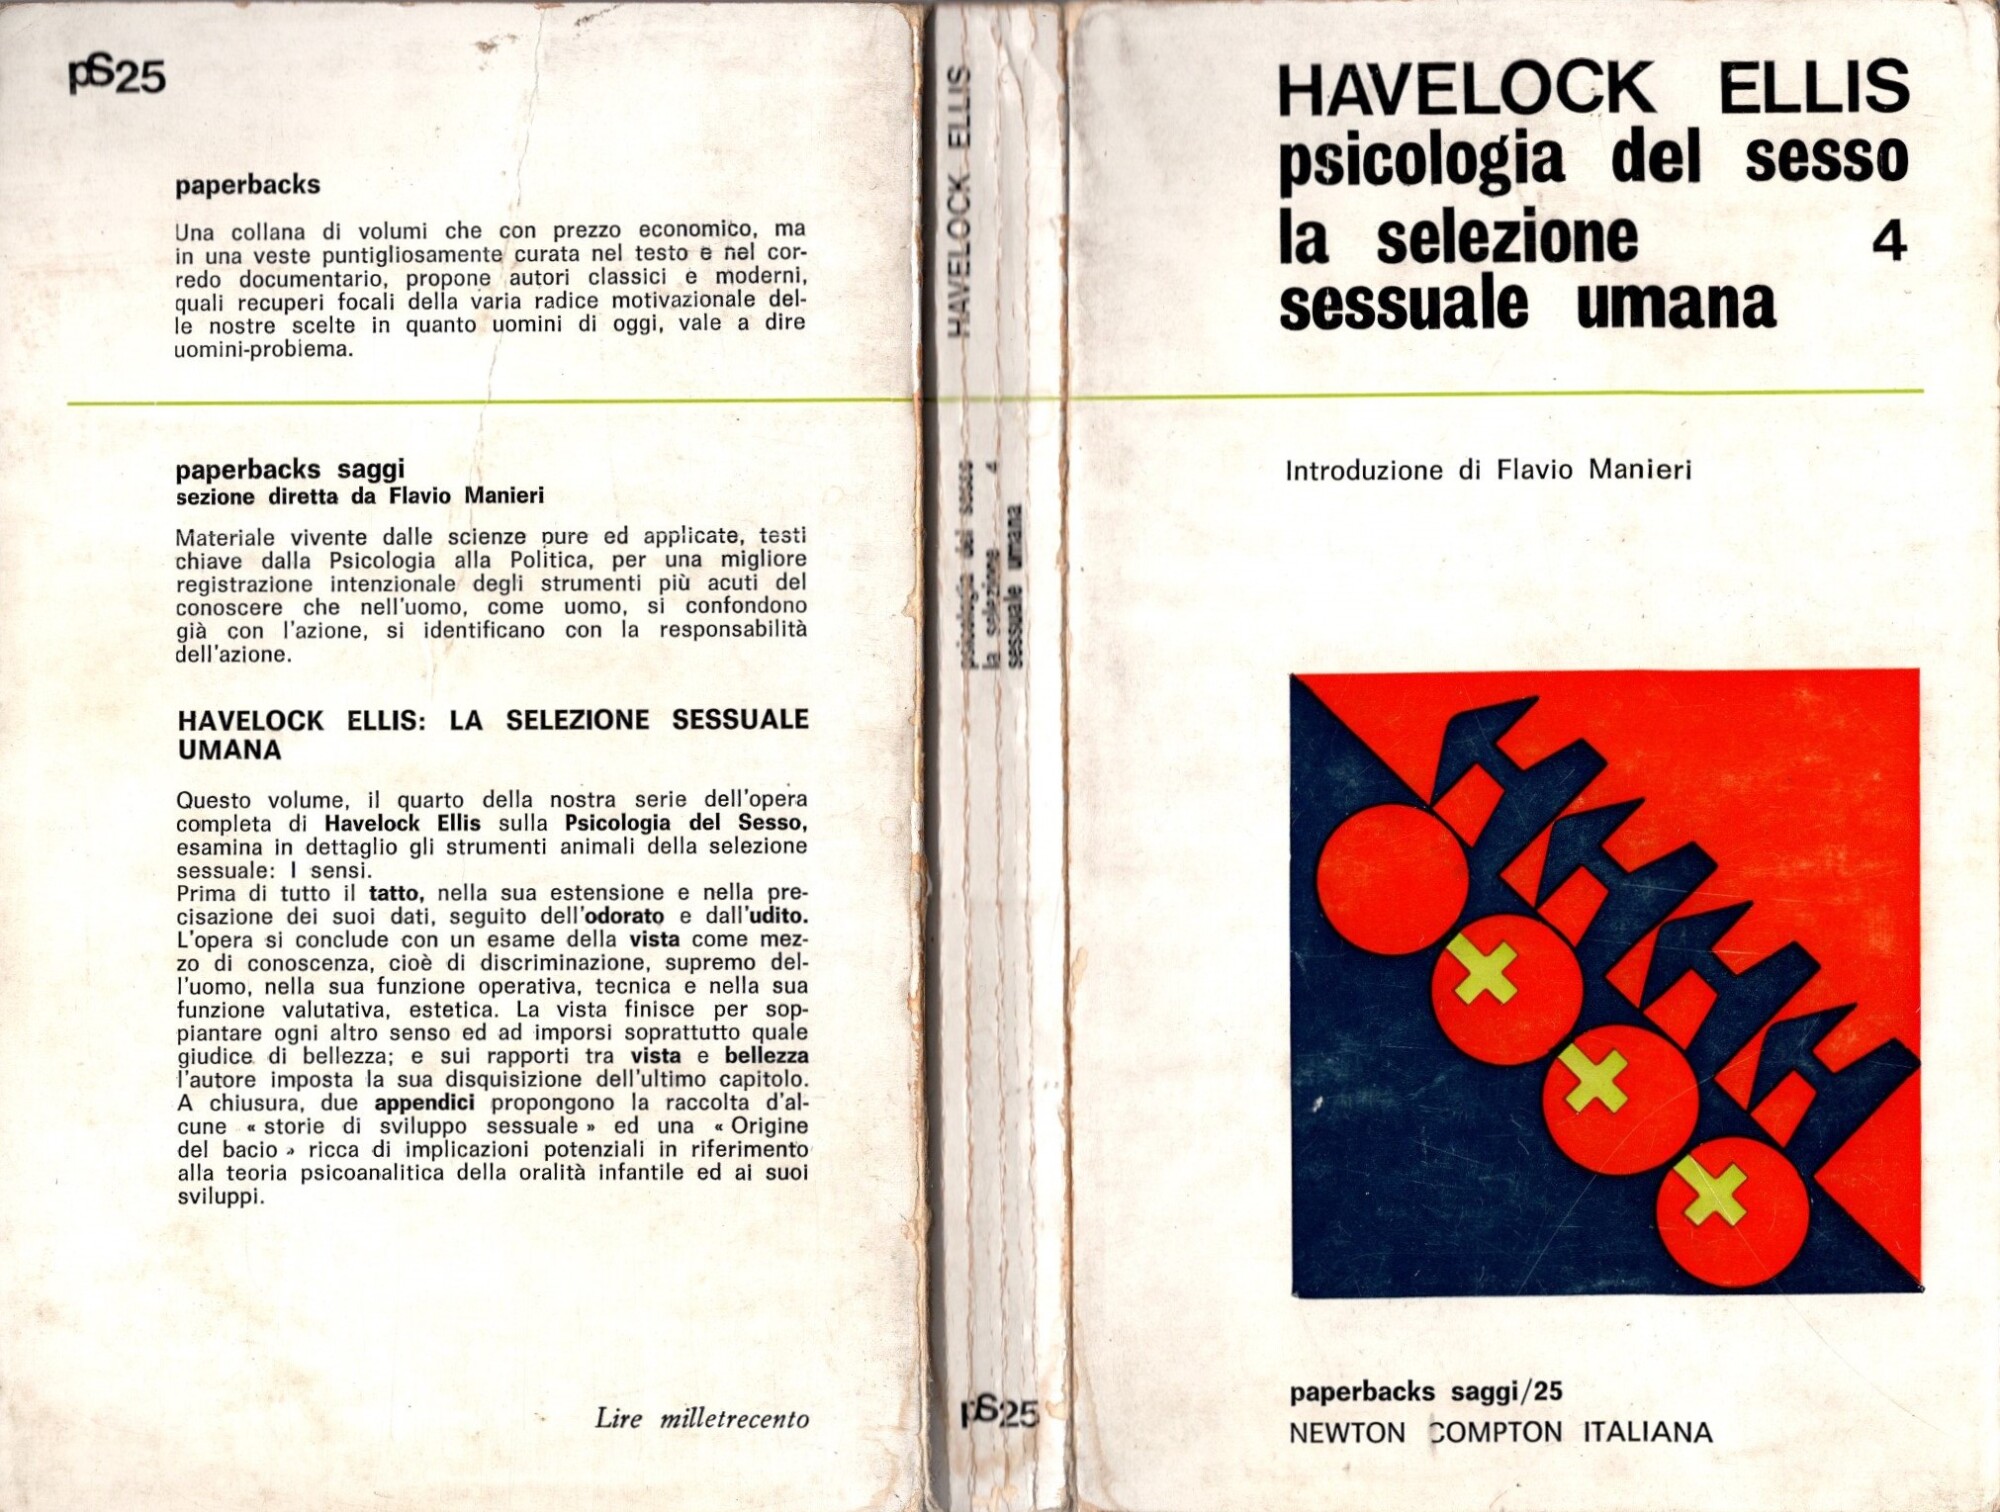 pS25
paperbacks
Una collana di volumi che con prezzo economico, ma
in una veste puntigliosamente curata nel testo e nel cor-
redo documentario, propone autori classici e moderni,
quali recuperi focali della varia radice motivazionale del-
le nostre scelte in quanto uomini di oggi, vale a dire
uomini-problema.
paperbacks saggi
sezione diretta da Flavio Manieri
Materiale vivente dalle scienze pure ed applicate, testi
chiave dalla Psicologia alla Politica, per una migliore
registrazione intenzionale degli strumenti più acuti del
conoscere che nell'uomo, come uomo, si confondono
già con l'azione, si identificano con la responsabilità
dell'azione.
HAVELOCK ELLIS: LA SELEZIONE SESSUALE
UMANA
Questo volume, il quarto della nostra serie dell'opera
completa di Havelock Ellis sulla Psicologia del Sesso,
esamina in dettaglio gli strumenti animali della selezione
sessuale: I sensi.
Prima di tutto il tatto, nella sua estensione e nella pre-
cisazione dei suoi dati, seguito dell'odorato e dall'udito.
L'opera si conclude con un esame della vista come mez-
zo di conoscenza, cioè di discriminazione, supremo del-
l'uomo, nella sua funzione operativa, tecnica e nella sua
funzione valutativa, estetica. La vista finisce per sop-
piantare ogni altro senso ed ad imporsi soprattutto quale
giudice di bellezza; e sui rapporti tra vista e bellezza
l'autore imposta la sua disquisizione dell'ultimo capitolo.
A chiusura, due appendici propongono la raccolta d'al-
cune « storie di sviluppo sessuale » ed una « Origine
del bacio » ricca di implicazioni potenziali in riferimento
alla teoria psicoanalitica della oralità infantile ed ai suoi
sviluppi.
Lire milletrecento
HAVELOCK ELLIS
psicologia del sesso
la selezione 4
sessuale umana
pS25
HAVELOCK ELLIS
psicologia del sesso
la selezione 4
sessuale umana
Introduzione di Flavio Manieri
paperbacks saggi/25
NEWTON COMPTON ITALIANA